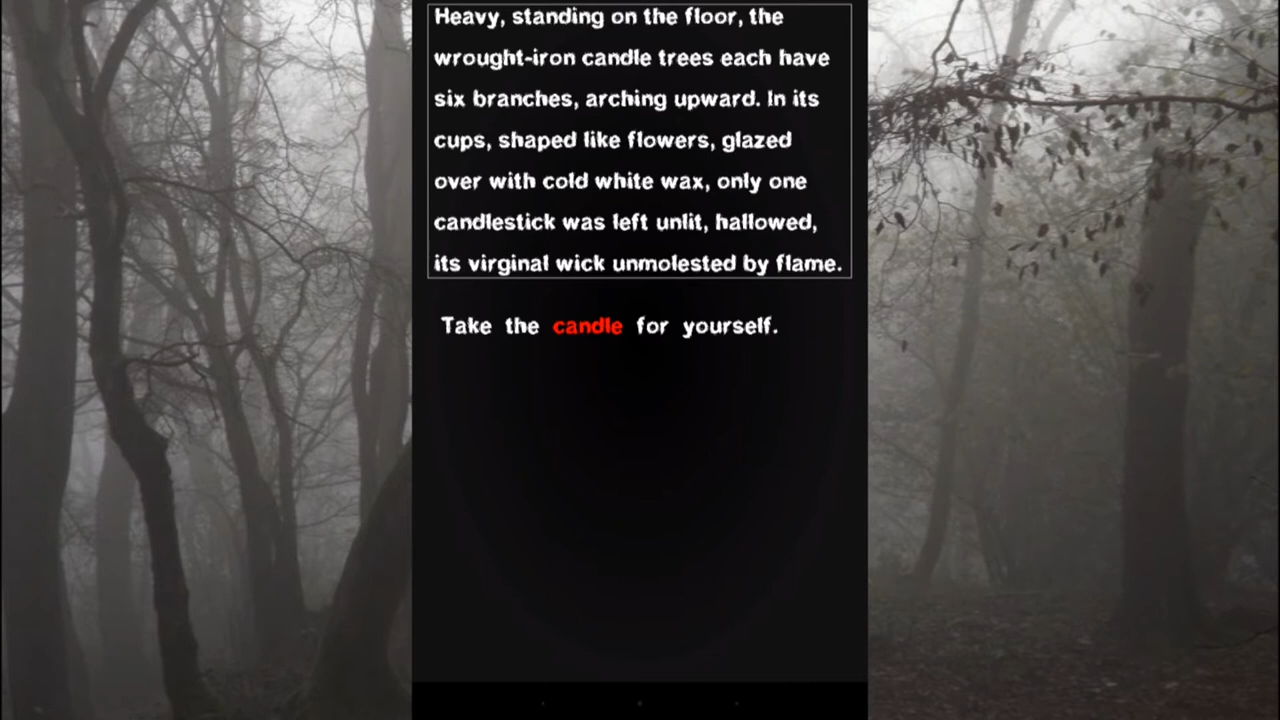 Heavy, standing on the floor, the
wrought-iron candle trees each have
six branches, arching upward. In its
cups, shaped like flowers, glazed
over with cold white wax, only one
candlestick was left unlit, hallowed,
its virginal wick unmolested by flame.
Take the candle for yourself.